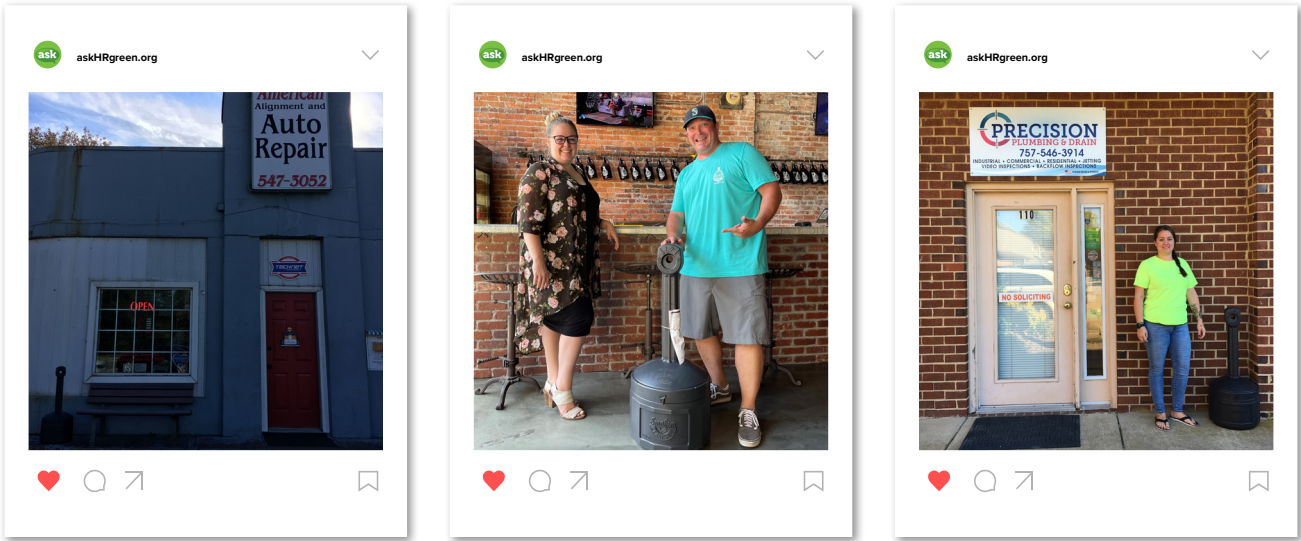 ask
askHRgreen.org
American
Alignment and
Auto
Repair
547-3052
TECHNET
OPEN
ask
askHRgreen.org
ask
askHRgreen.org
PRECISION
PLUMBING & DRAIN
757-546-3914
INDUSTRIAL • COMMERCIAL • RESIDENTIAL • JETTING
VIDEO INSPECTIONS • BACKFLOW INSPECTIONS
110
NO SOLICITING